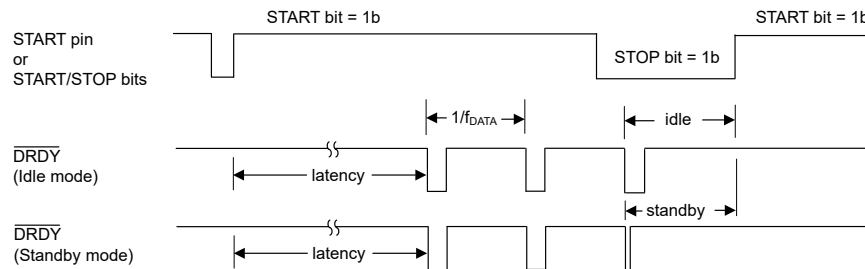 START bit = 1b
START bit = 1b
START pin
or
START/STOP bits
STOP bit = 1b
1/fDATA
idle
DRDY
(Idle mode)
latency
standby
DRDY
(Standby mode)
latency